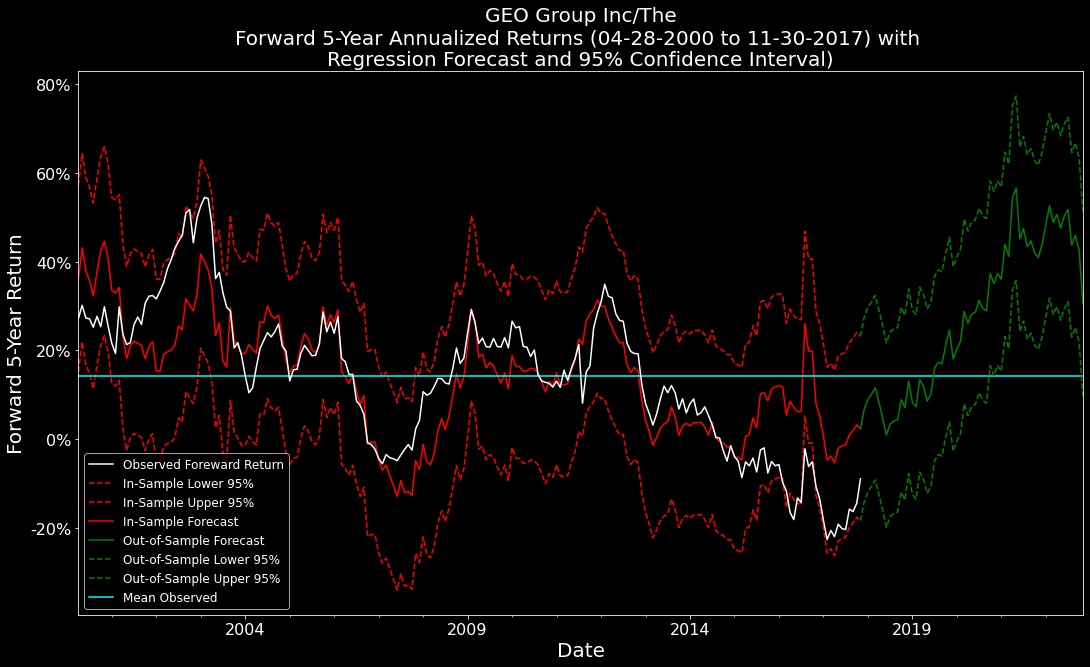 GEO Group Inc/The
Forward 5-Year Annualized Returns (04-28-2000 to 11-30-2017) with
Regression Forecast and 95% Confidence Interval)
80%
60%
40%
20%
0%
-20%
Forward 5-Year Return
Observed Foreward Return
In-Sample Lower 95%
In-Sample Upper 95%
In-Sample Forecast
Out-of-Sample Forecast
Out-of-Sample Lower 95%
Out-of-Sample Upper 95%
Mean Observed
2004
2009
2014
2019
Date